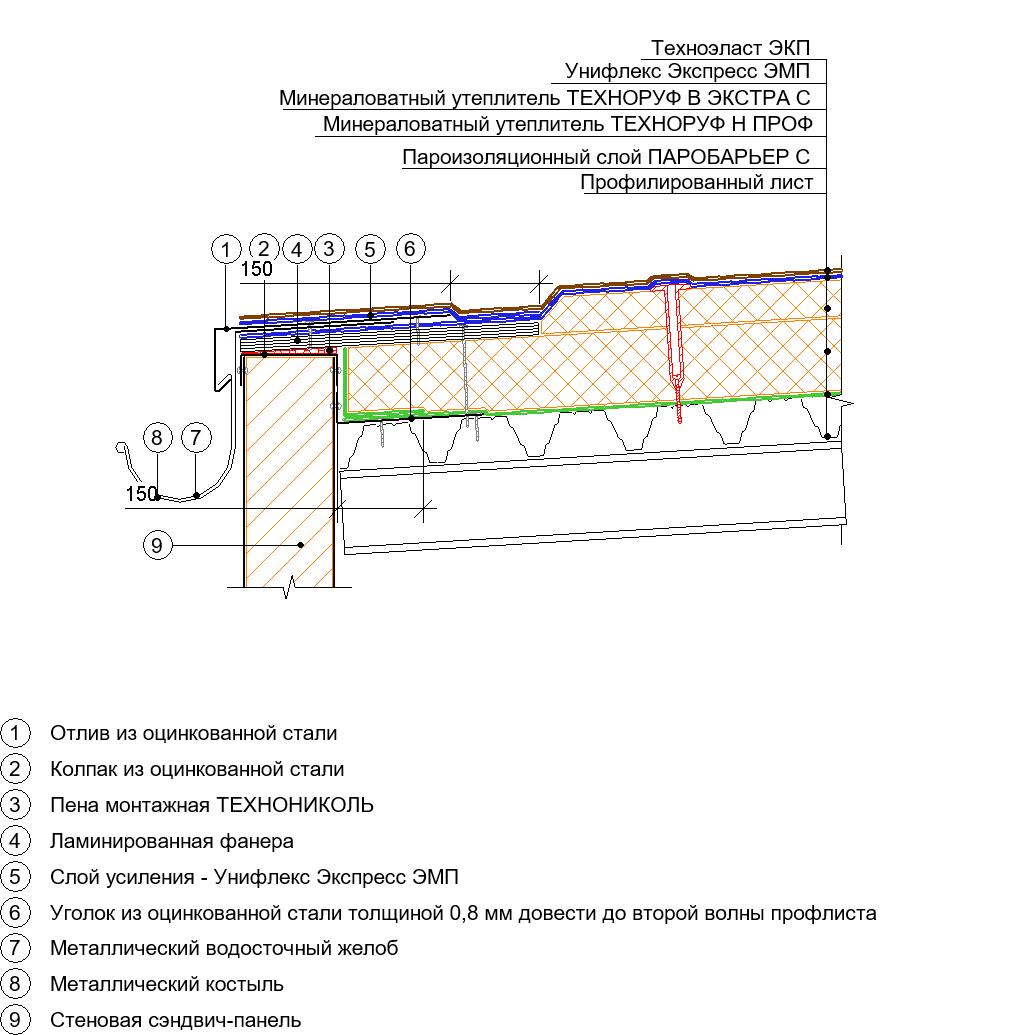 Техноэласт ЭКП
Унифлекс Экспресс ЭМП
Минераловатный утеплитель ТЕХНОРУФ В ЭКСТРА С
Минераловатный утеплитель ТЕХНОРУФ Н ПРОФ
Пароизоляционный слой ПАРОБАРЬЕР С
Профилированный лист
1 2 4 3 5 6
150
8 7
150
9
1 Отлив из оцинкованной стали
2 Колпак из оцинкованной стали
3 Пена монтажная ТЕХНОНИКОЛЬ
4 Ламинированная фанера
5 Слой усиления - Унифлекс Экспресс ЭМП
6 Уголок из оцинкованной стали толщиной 0,8 мм довести до второй волны профлиста
7 Металлический водосточный желоб
8 Металлический костыль
9 Стеновая сэндвич-панель